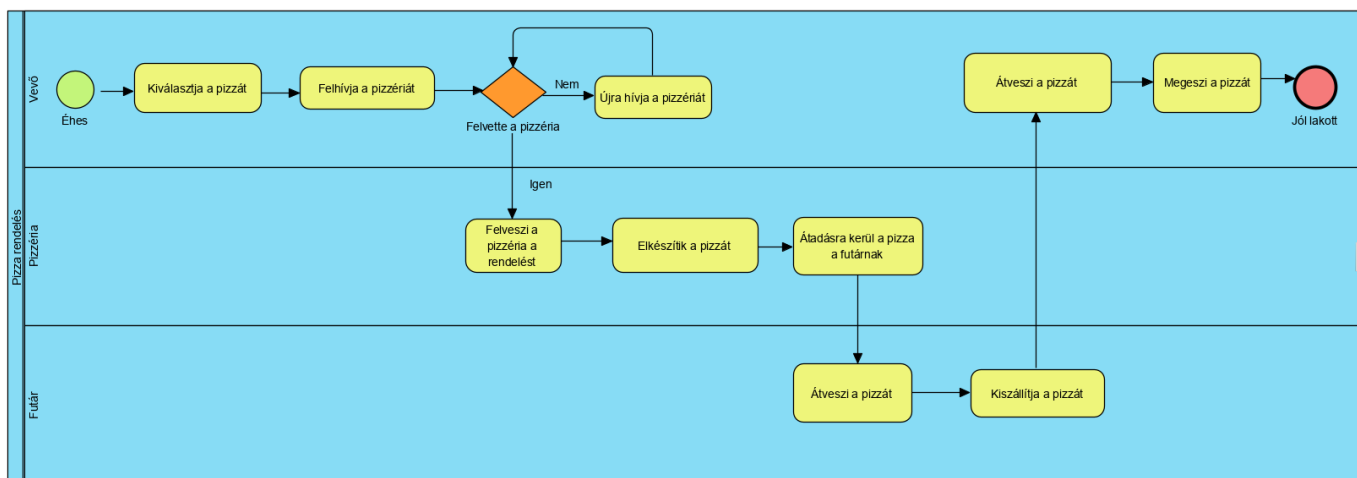 Pizza rendelés
Vevő
Éhes
Kiválasztja a pizzát
Felhívja a pizzériát
Felvette a pizzéria
Nem
Újra hívja a pizzériát
Átveszi a pizzát
Megeszi a pizzát
Jól lakott
Pizzéria
Igen
Felveszi a
pizzéria a
rendelést
Elkészítik a pizzát
Átadásra kerül a pizza
a futárnak
Futár
Átveszi a pizzát
Kiszállítja a pizzát